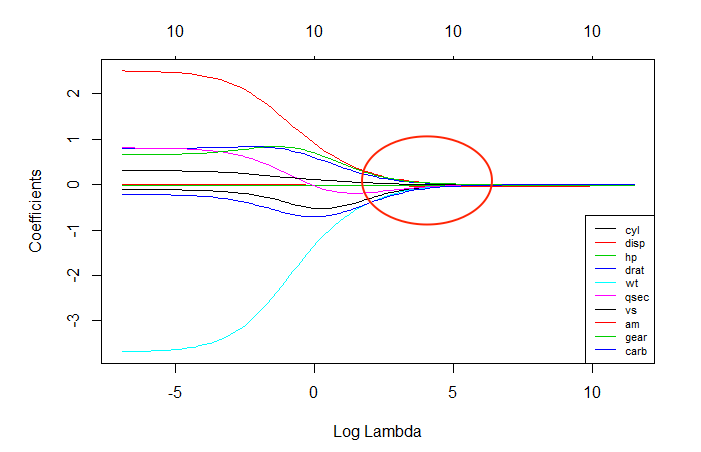 10 10 10 10
Coefficients
2
1
0
-1
-2
-3
cyl
disp
hp
drat
wt
qsec
vs
am
gear
carb
-5 0 5 10
Log Lambda